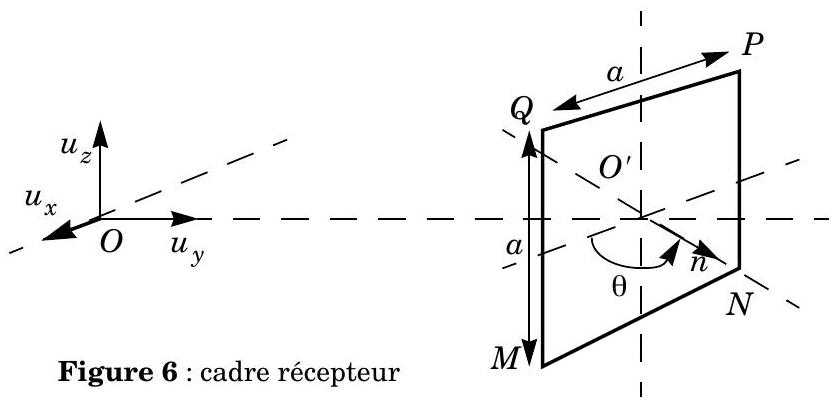 P
a
Q
u_z
O'
u_x
O
u_y
a
n
θ
N
M
Figure 6 : cadre récepteur